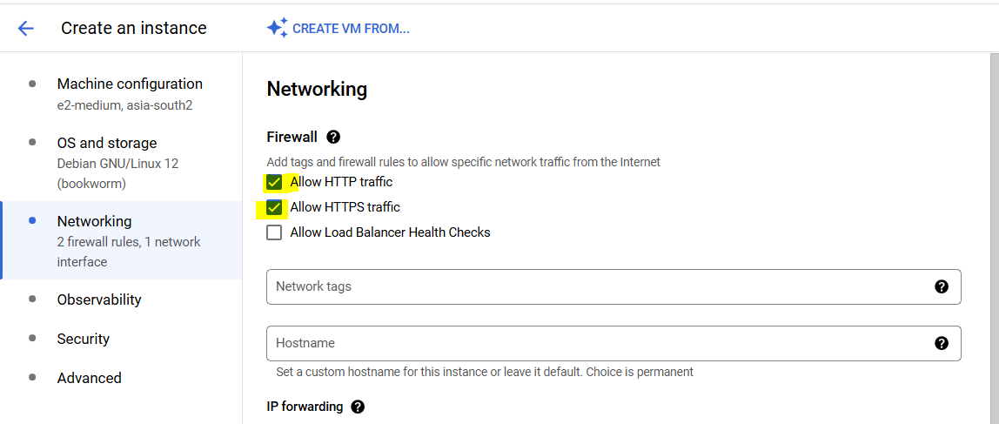 Create an instance
CREATE VM FROM...
Machine configuration
e2-medium, asia-south2
OS and storage
Debian GNU/Linux 12
(bookworm)
Networking
2 firewall rules, 1 network
interface
Observability
Security
Advanced
Networking
Firewall
Add tags and firewall rules to allow specific network traffic from the Internet
Allow HTTP traffic
Allow HTTPS traffic
Allow Load Balancer Health Checks
Network tags
Hostname
Set a custom hostname for this instance or leave it default. Choice is permanent
IP forwarding